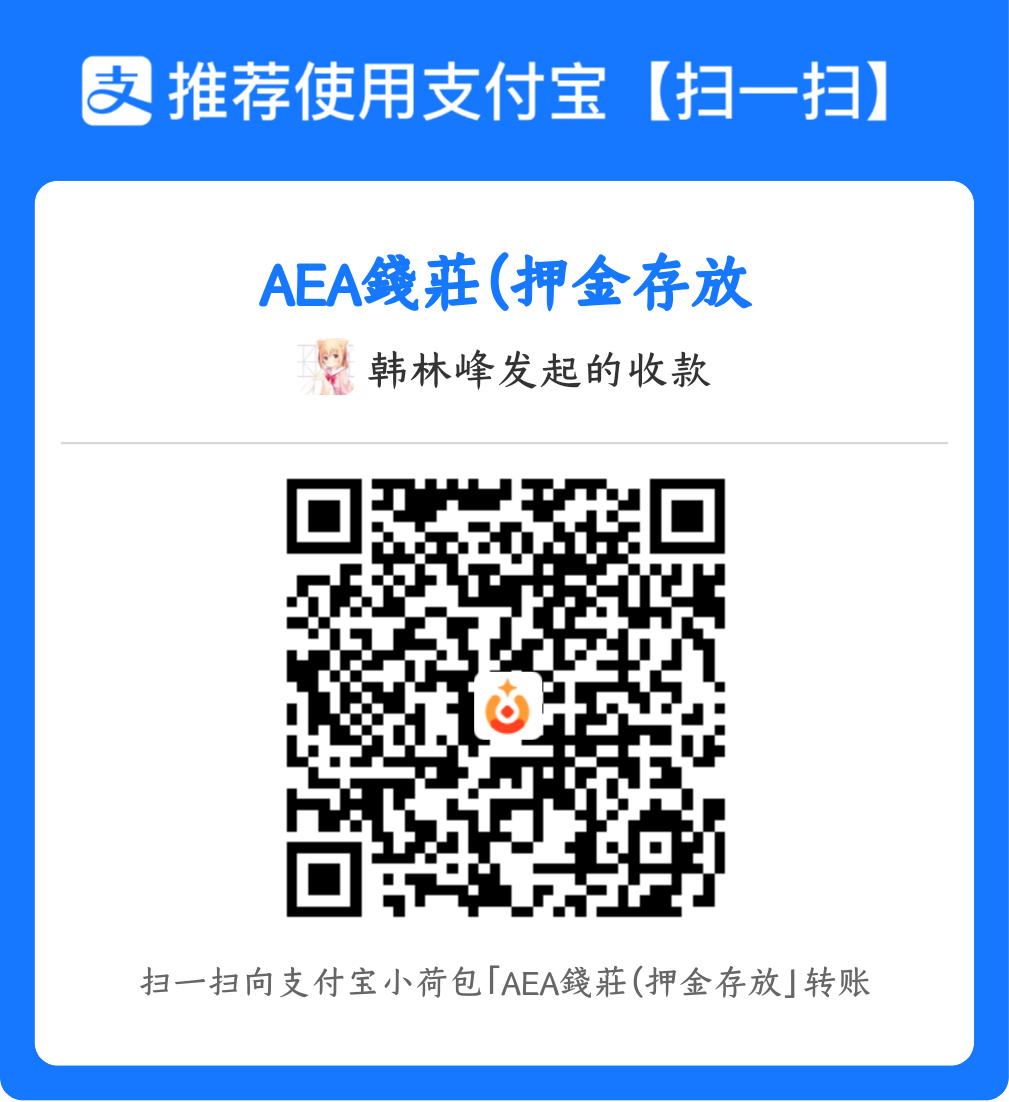 支 推荐使用支付宝【扫一扫】
AEA錢莊(押金存放
韩林峰发起的收款
扫一扫向支付宝小荷包「AEA錢莊(押金存放」转账